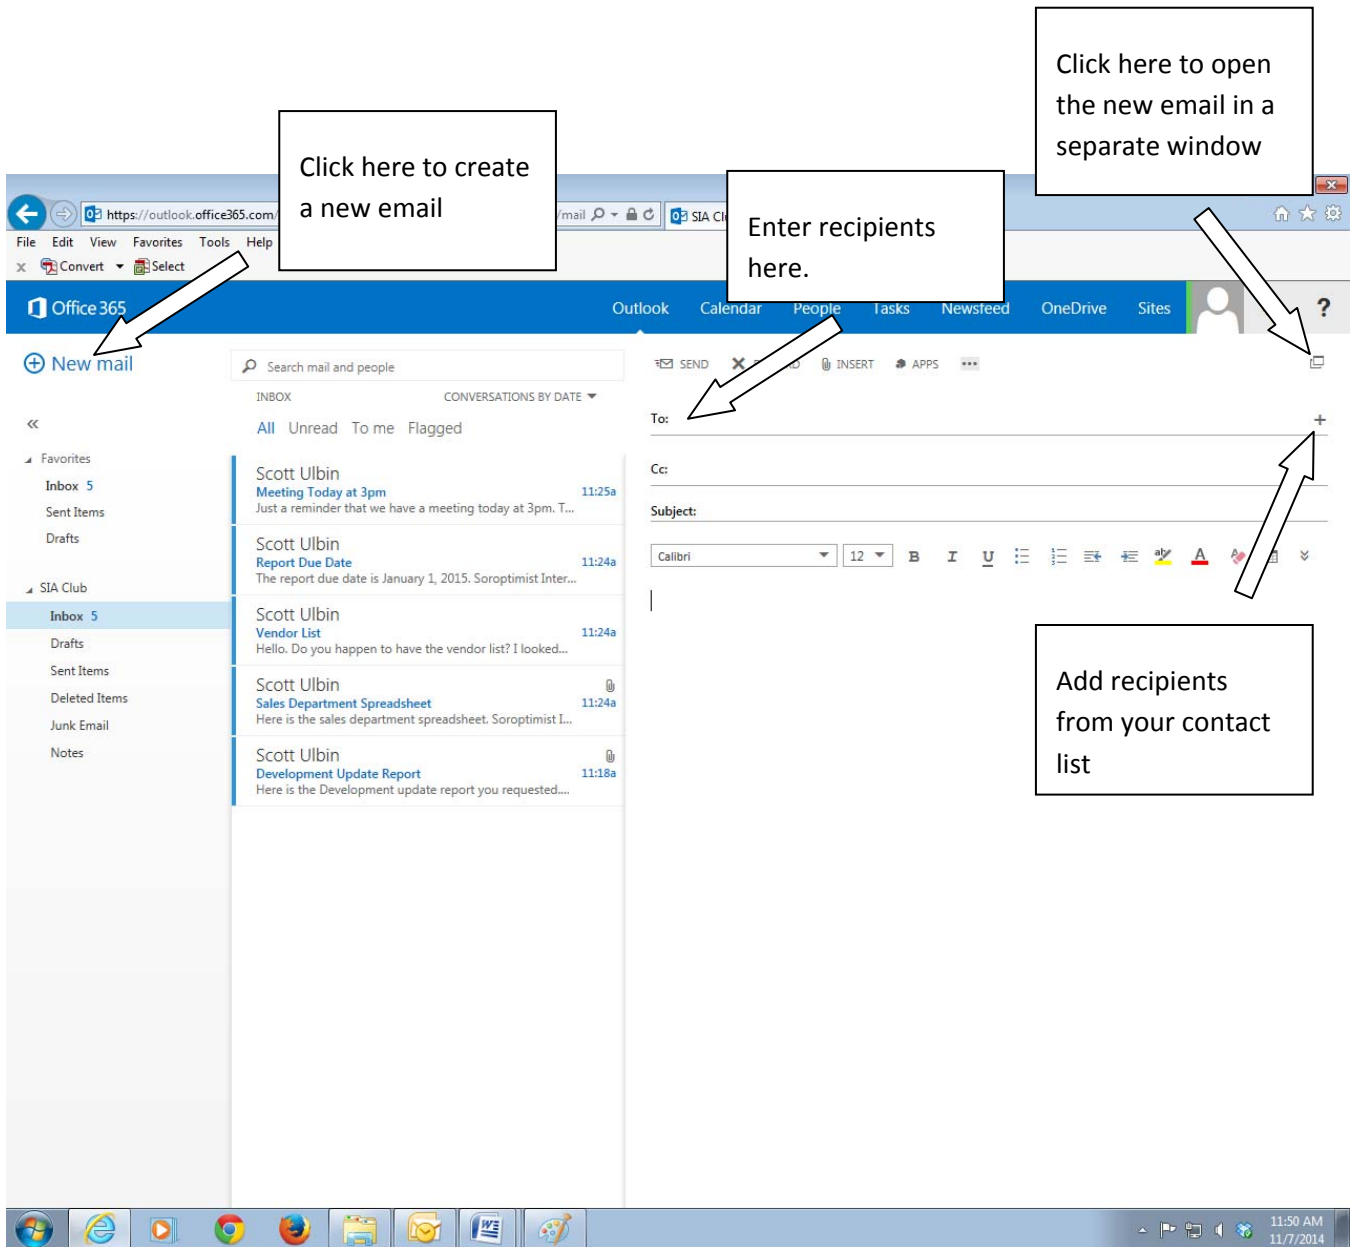 Click here to open
the new email in a
separate window
Click here to create
a new email
Enter recipients
here.
https://outlook.office365.com/
/mail
SIA Cl
File Edit View Favorites Tools Help
x Convert Select
Office 365
Outlook Calendar People Tasks Newsfeed OneDrive Sites ?
New mail
Search mail and people
SEND INSERT APPS •••
INBOX CONVERSATIONS BY DATE
All Unread To me Flagged
To:
Cc:
Subject:
Calibri 12 B I U
Favorites
Inbox 5
Sent Items
Drafts
SIA Club
Inbox 5
Drafts
Sent Items
Deleted Items
Junk Email
Notes
Scott Ulbin
Meeting Today at 3pm 11:25a
Just a reminder that we have a meeting today at 3pm. T...
Scott Ulbin
Report Due Date 11:24a
The report due date is January 1, 2015. Soroptimist Inter...
Scott Ulbin
Vendor List 11:24a
Hello. Do you happen to have the vendor list? I looked...
Scott Ulbin
Sales Department Spreadsheet 11:24a
Here is the sales department spreadsheet. Soroptimist I...
Scott Ulbin
Development Update Report 11:18a
Here is the Development update report you requested....
Add recipients
from your contact
list
11:50 AM
11/7/2014